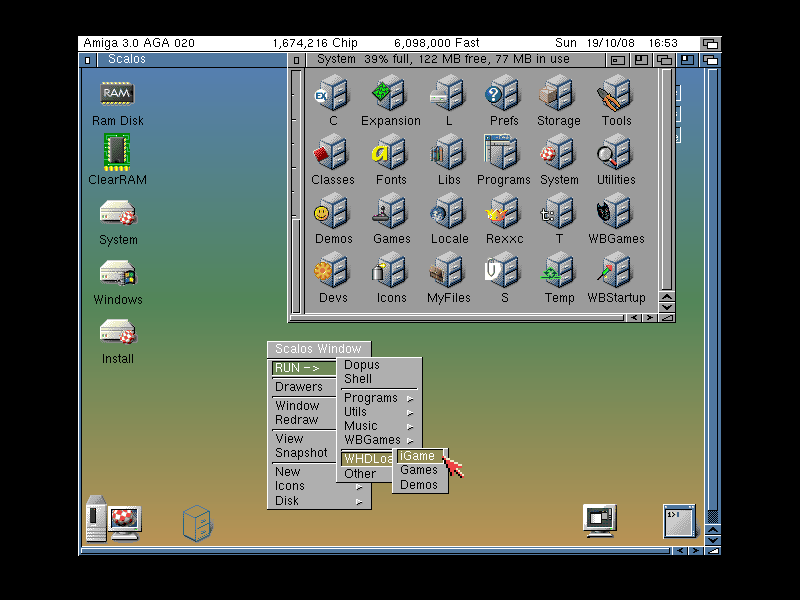 Amiga 3.0 AGA 020 1,674,216 Chip 6,098,000 Fast Sun 19/10/08 16:53
Scalos
System 39% full, 122 MB free, 77 MB in use
RAM
Ram Disk
ClearRAM
System
Windows
Install
EX
C Expansion L Prefs Storage Tools
Classes Fonts Libs Programs System Utilities
Demos Games Locale Rexxc T WBGames
Devs Icons MyFiles S Temp WBStartup
Scalos Window
RUN ->
Drawers
Window
Redraw
View
Snapshot
New
Icons
Disk
Dopus
Shell
Programs
Utils
Music
WBGames
WHDLoa
Other
iGame
Games
Demos